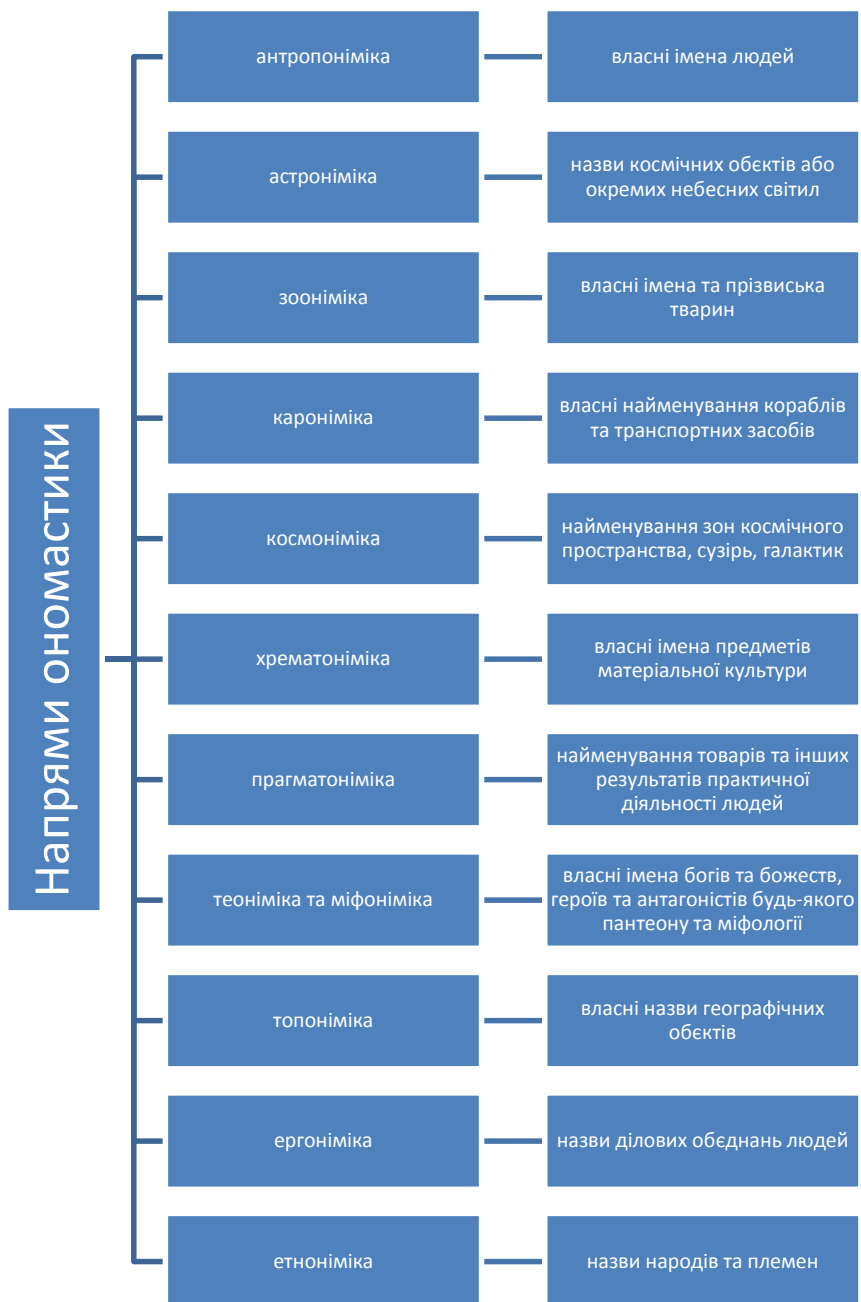 Напрями ономастики
антропоніміка
власні імена людей
астроніміка
назви космічних обєктів або
окремих небесних світил
зооніміка
власні імена та прізвиська
тварин
кароніміка
власні найменування кораблів
та транспортних засобів
космоніміка
найменування зон космічного
пространства, сузірь, галактик
хрематоніміка
власні імена предметів
матеріальної культури
прагматоніміка
найменування товарів та інших
результатів практичної
діяльності людей
теоніміка та міфоніміка
власні імена богів та божеств,
героїв та антагоністів будь-якого
пантеону та міфології
топоніміка
власні назви географічних
обєктів
ергоніміка
назви ділових обєднань людей
етноніміка
назви народів та племен